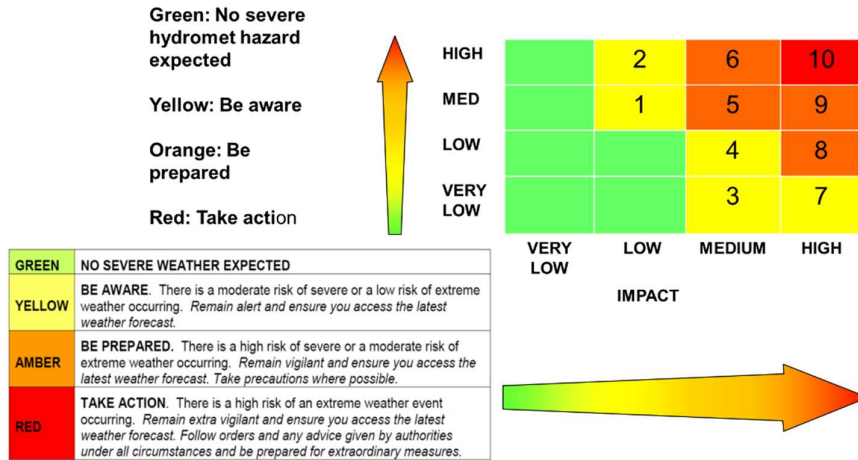 Green: No severe
hydromet hazard
expected
Yellow: Be aware
Orange: Be
prepared
Red: Take action
HIGH
2
6
10
MED
1
5
9
LOW
4
8
VERY
LOW
3
7
VERY
LOW
LOW
MEDIUM
HIGH
IMPACT
GREEN
NO SEVERE WEATHER EXPECTED
YELLOW
BE AWARE. There is a moderate risk of severe or a low risk of extreme
weather occurring. Remain alert and ensure you access the latest
weather forecast.
AMBER
BE PREPARED. There is a high risk of severe or a moderate risk of
extreme weather occurring. Remain vigilant and ensure you access the
latest weather forecast. Take precautions where possible.
RED
TAKE ACTION. There is a high risk of an extreme weather event
occurring. Remain extra vigilant and ensure you access the latest
weather forecast. Follow orders and any advice given by authorities
under all circumstances and be prepared for extraordinary measures.